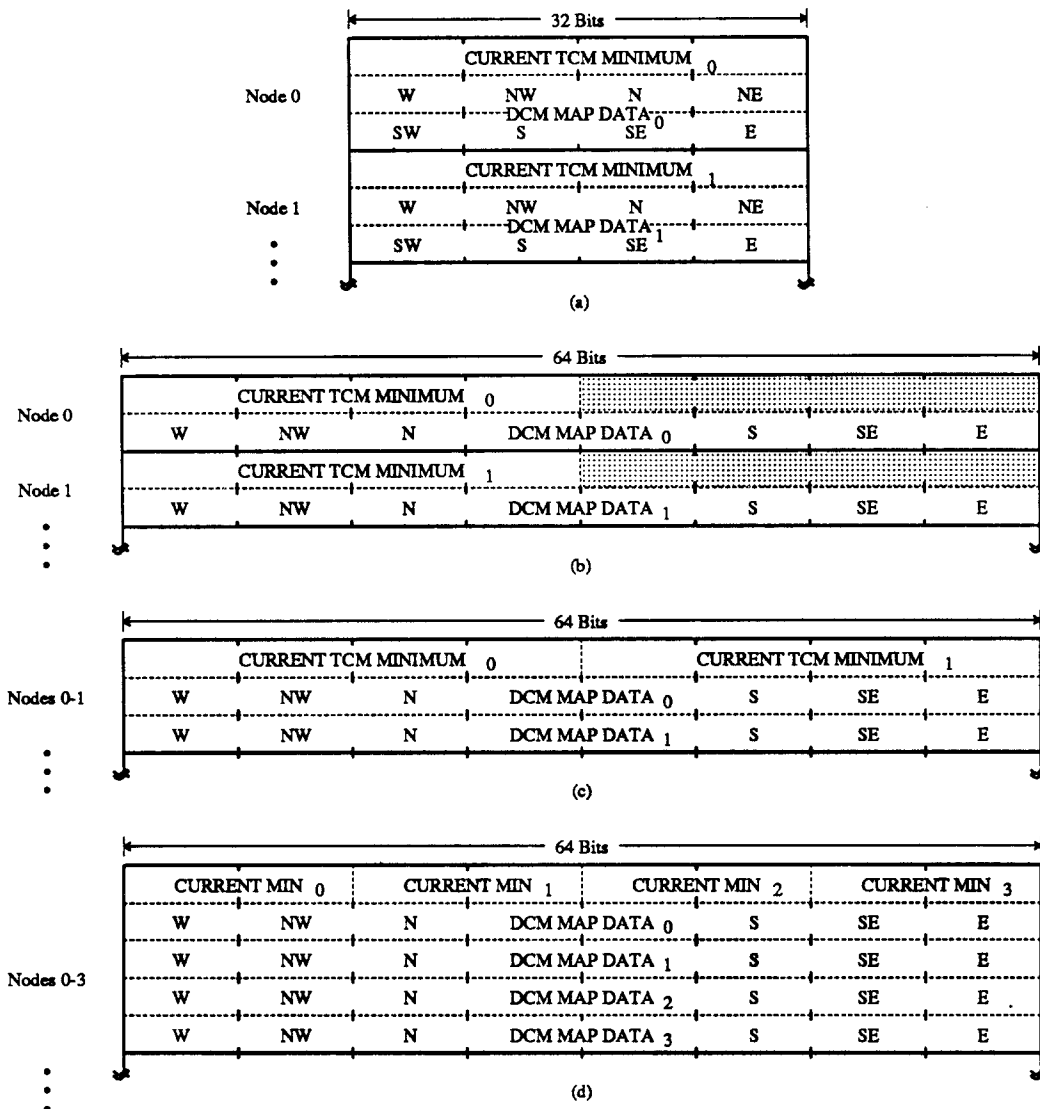 32 Bits
CURRENT TCM MINIMUM 0
Node 0
W NW N NE
DCM MAP DATA 0
SW S SE E
CURRENT TCM MINIMUM 1
Node 1
W NW N NE
DCM MAP DATA 1
SW S SE E
(a)
64 Bits
Node 0
CURRENT TCM MINIMUM 0
W NW N DCM MAP DATA 0 S SE E
Node 1
CURRENT TCM MINIMUM 1
W NW N DCM MAP DATA 1 S SE E
(b)
64 Bits
CURRENT TCM MINIMUM 0 CURRENT TCM MINIMUM 1
Nodes 0-1 W NW N DCM MAP DATA 0 S SE E
W NW N DCM MAP DATA 1 S SE E
(c)
64 Bits
CURRENT MIN 0 CURRENT MIN 1 CURRENT MIN 2 CURRENT MIN 3
W NW N DCM MAP DATA 0 S SE E
W NW N DCM MAP DATA 1 S SE E
Nodes 0-3
W NW N DCM MAP DATA 2 S SE E
W NW N DCM MAP DATA 3 S SE E
(d)